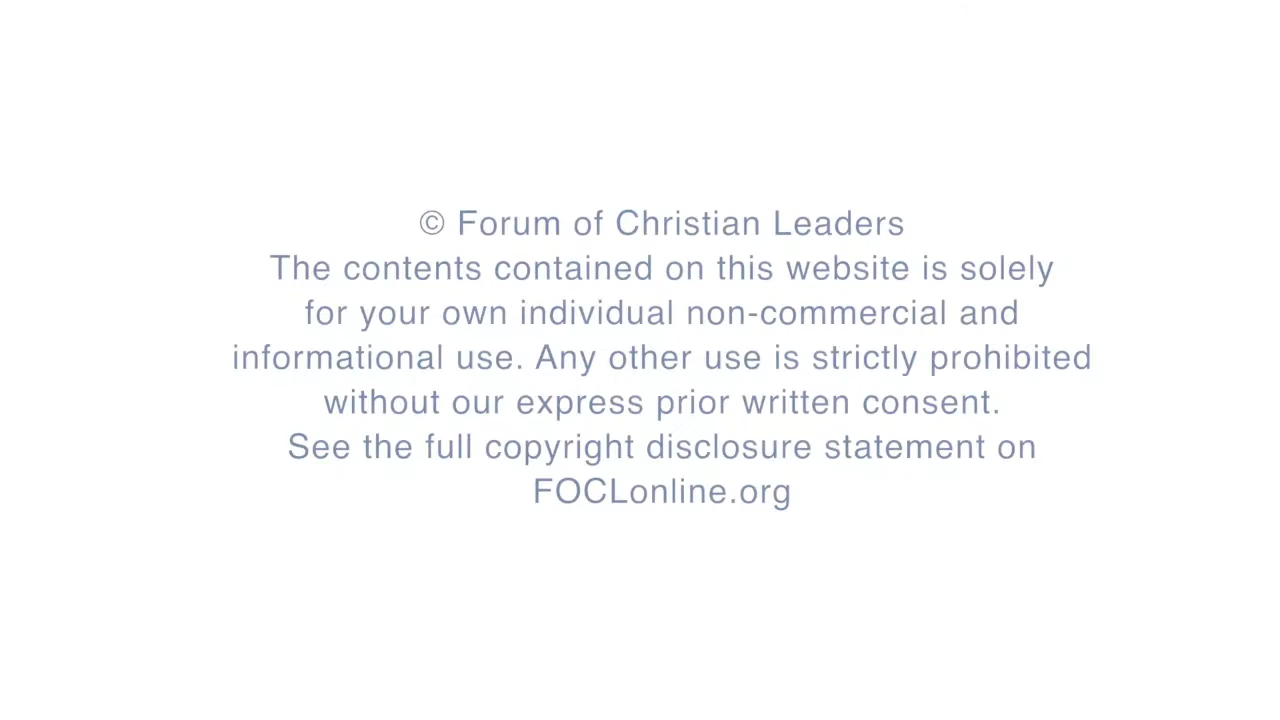 © Forum of Christian Leaders
The contents contained on this website is solely
for your own individual non-commercial and
informational use. Any other use is strictly prohibited
without our express prior written consent.
See the full copyright disclosure statement on
FOCLonline.org